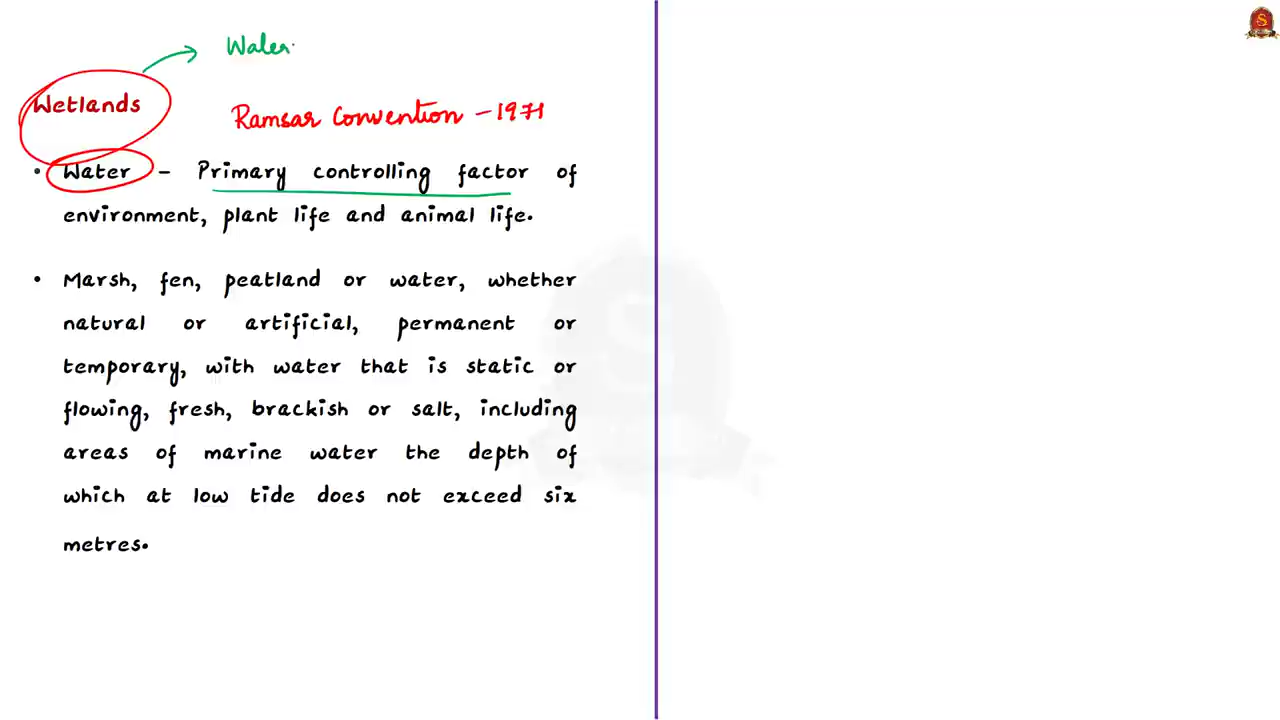 Water
Wetlands
Ramsar Convention - 1971
• Water - Primary controlling factor of
environment, plant life and animal life.
• Marsh, fen, peatland or water, whether
natural or artificial, permanent or
temporary, with water that is static or
flowing, fresh, brackish or salt, including
areas of marine water the depth of
which at low tide does not exceed six
metres.